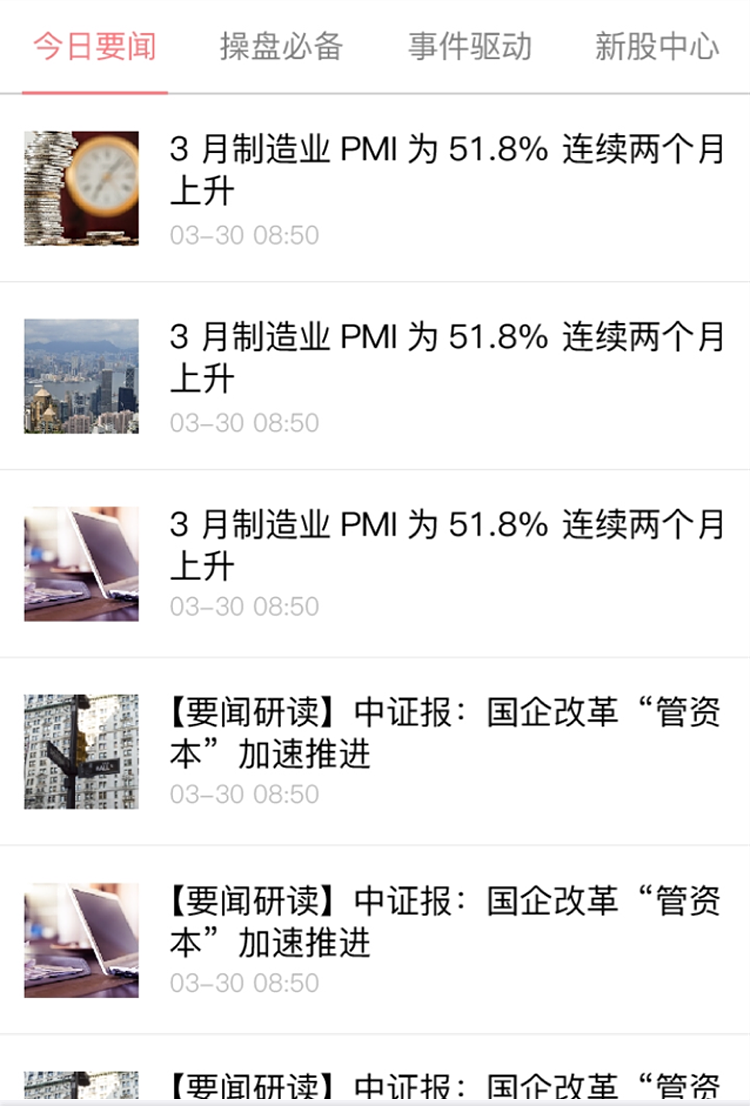 今日要闻 操盘必备 事件驱动 新股中心
3 月制造业 PMI 为 51.8% 连续两个月
上升
03-30 08:50
3 月制造业 PMI 为 51.8% 连续两个月
上升
03-30 08:50
3 月制造业 PMI 为 51.8% 连续两个月
上升
03-30 08:50
【要闻研读】中证报：国企改革“管资
本”加速推进
03-30 08:50
【要闻研读】中证报：国企改革“管资
本”加速推进
03-30 08:50
【要闻研读】中证报：国企改革“管资